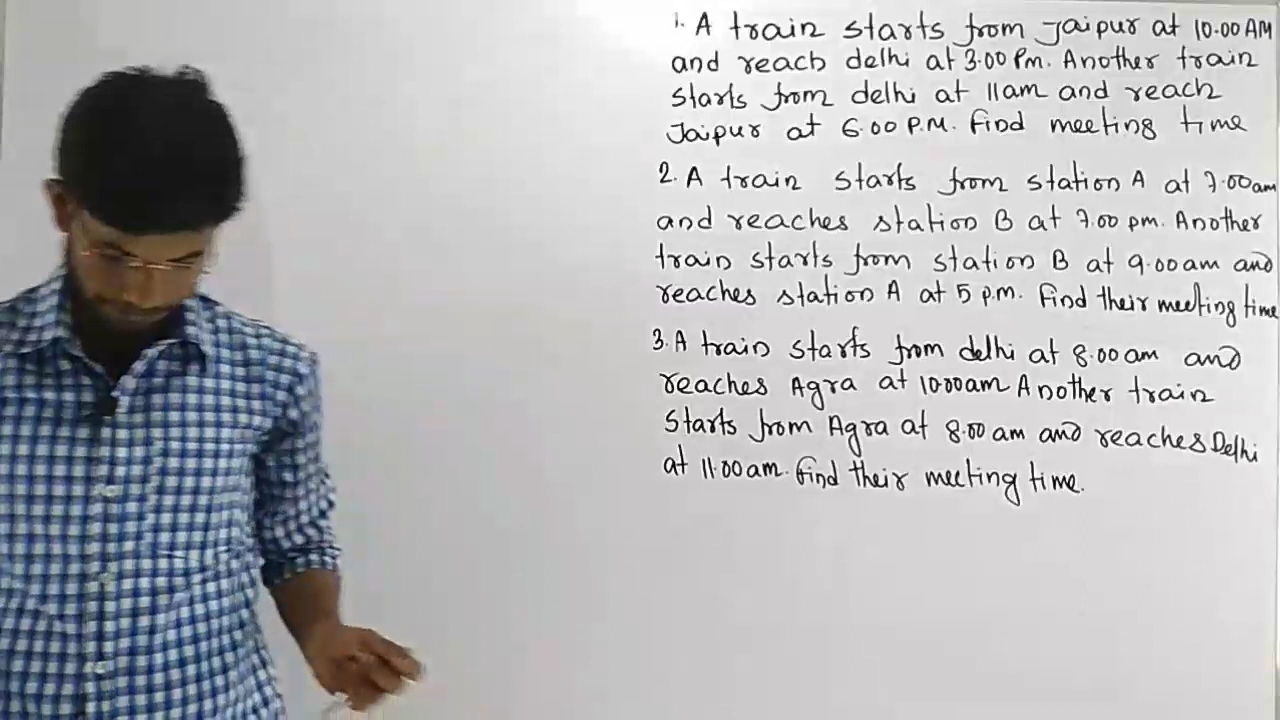 1. A train starts from Jaipur at 10.00 AM
and reach delhi at 3.00 Pm. Another train
starts from delhi at 11am and reach
Jaipur at 6.00 P.M. find meeting time
2. A train starts from station A at 7.00am
and reaches station B at 7.00 pm. Another
train starts from station B at 9.00am and
reaches station A at 5 p.m. find their meeting time
3. A train starts from delhi at 8.00am and
reaches Agra at 10.00am Another train
starts from Agra at 8.00 am and reaches Delhi
at 11.00am. find their meeting time.